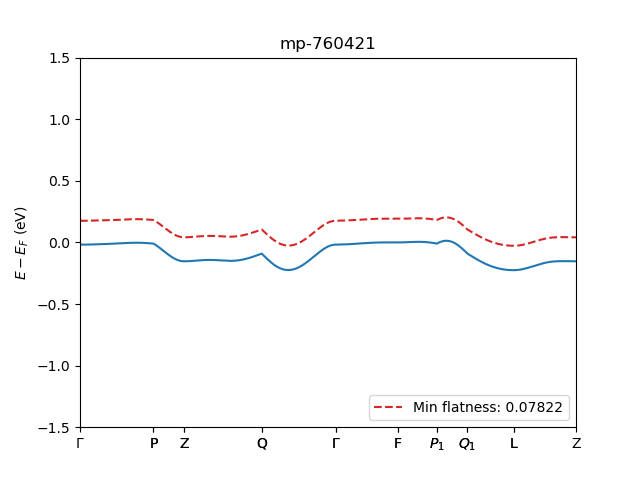 mp-760421
E − E_F (eV)
1.5
1.0
0.5
0.0
−0.5
−1.0
−1.5
Min flatness: 0.07822
Γ P Z Q Γ F P₁ Q₁ L Z